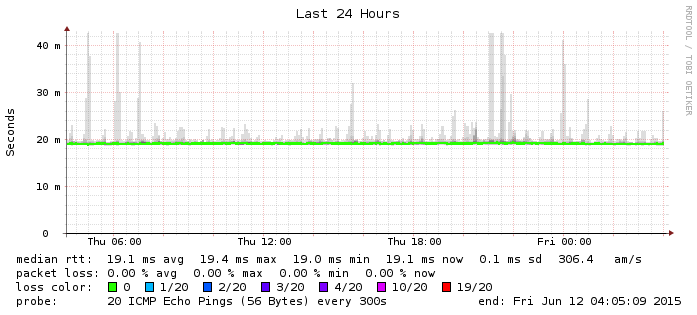 Last 24 Hours
RRDTOOL / TOBI OETIKER
Seconds
40 m
30 m
20 m
10 m
0
Thu 06:00 Thu 12:00 Thu 18:00 Fri 00:00
median rtt: 19.1 ms avg 19.4 ms max 19.0 ms min 19.1 ms now 0.1 ms sd 306.4 am/s
packet loss: 0.00 % avg 0.00 % max 0.00 % min 0.00 % now
loss color: 0 1/20 2/20 3/20 4/20 10/20 19/20
probe: 20 ICMP Echo Pings (56 Bytes) every 300s end: Fri Jun 12 04:05:09 2015